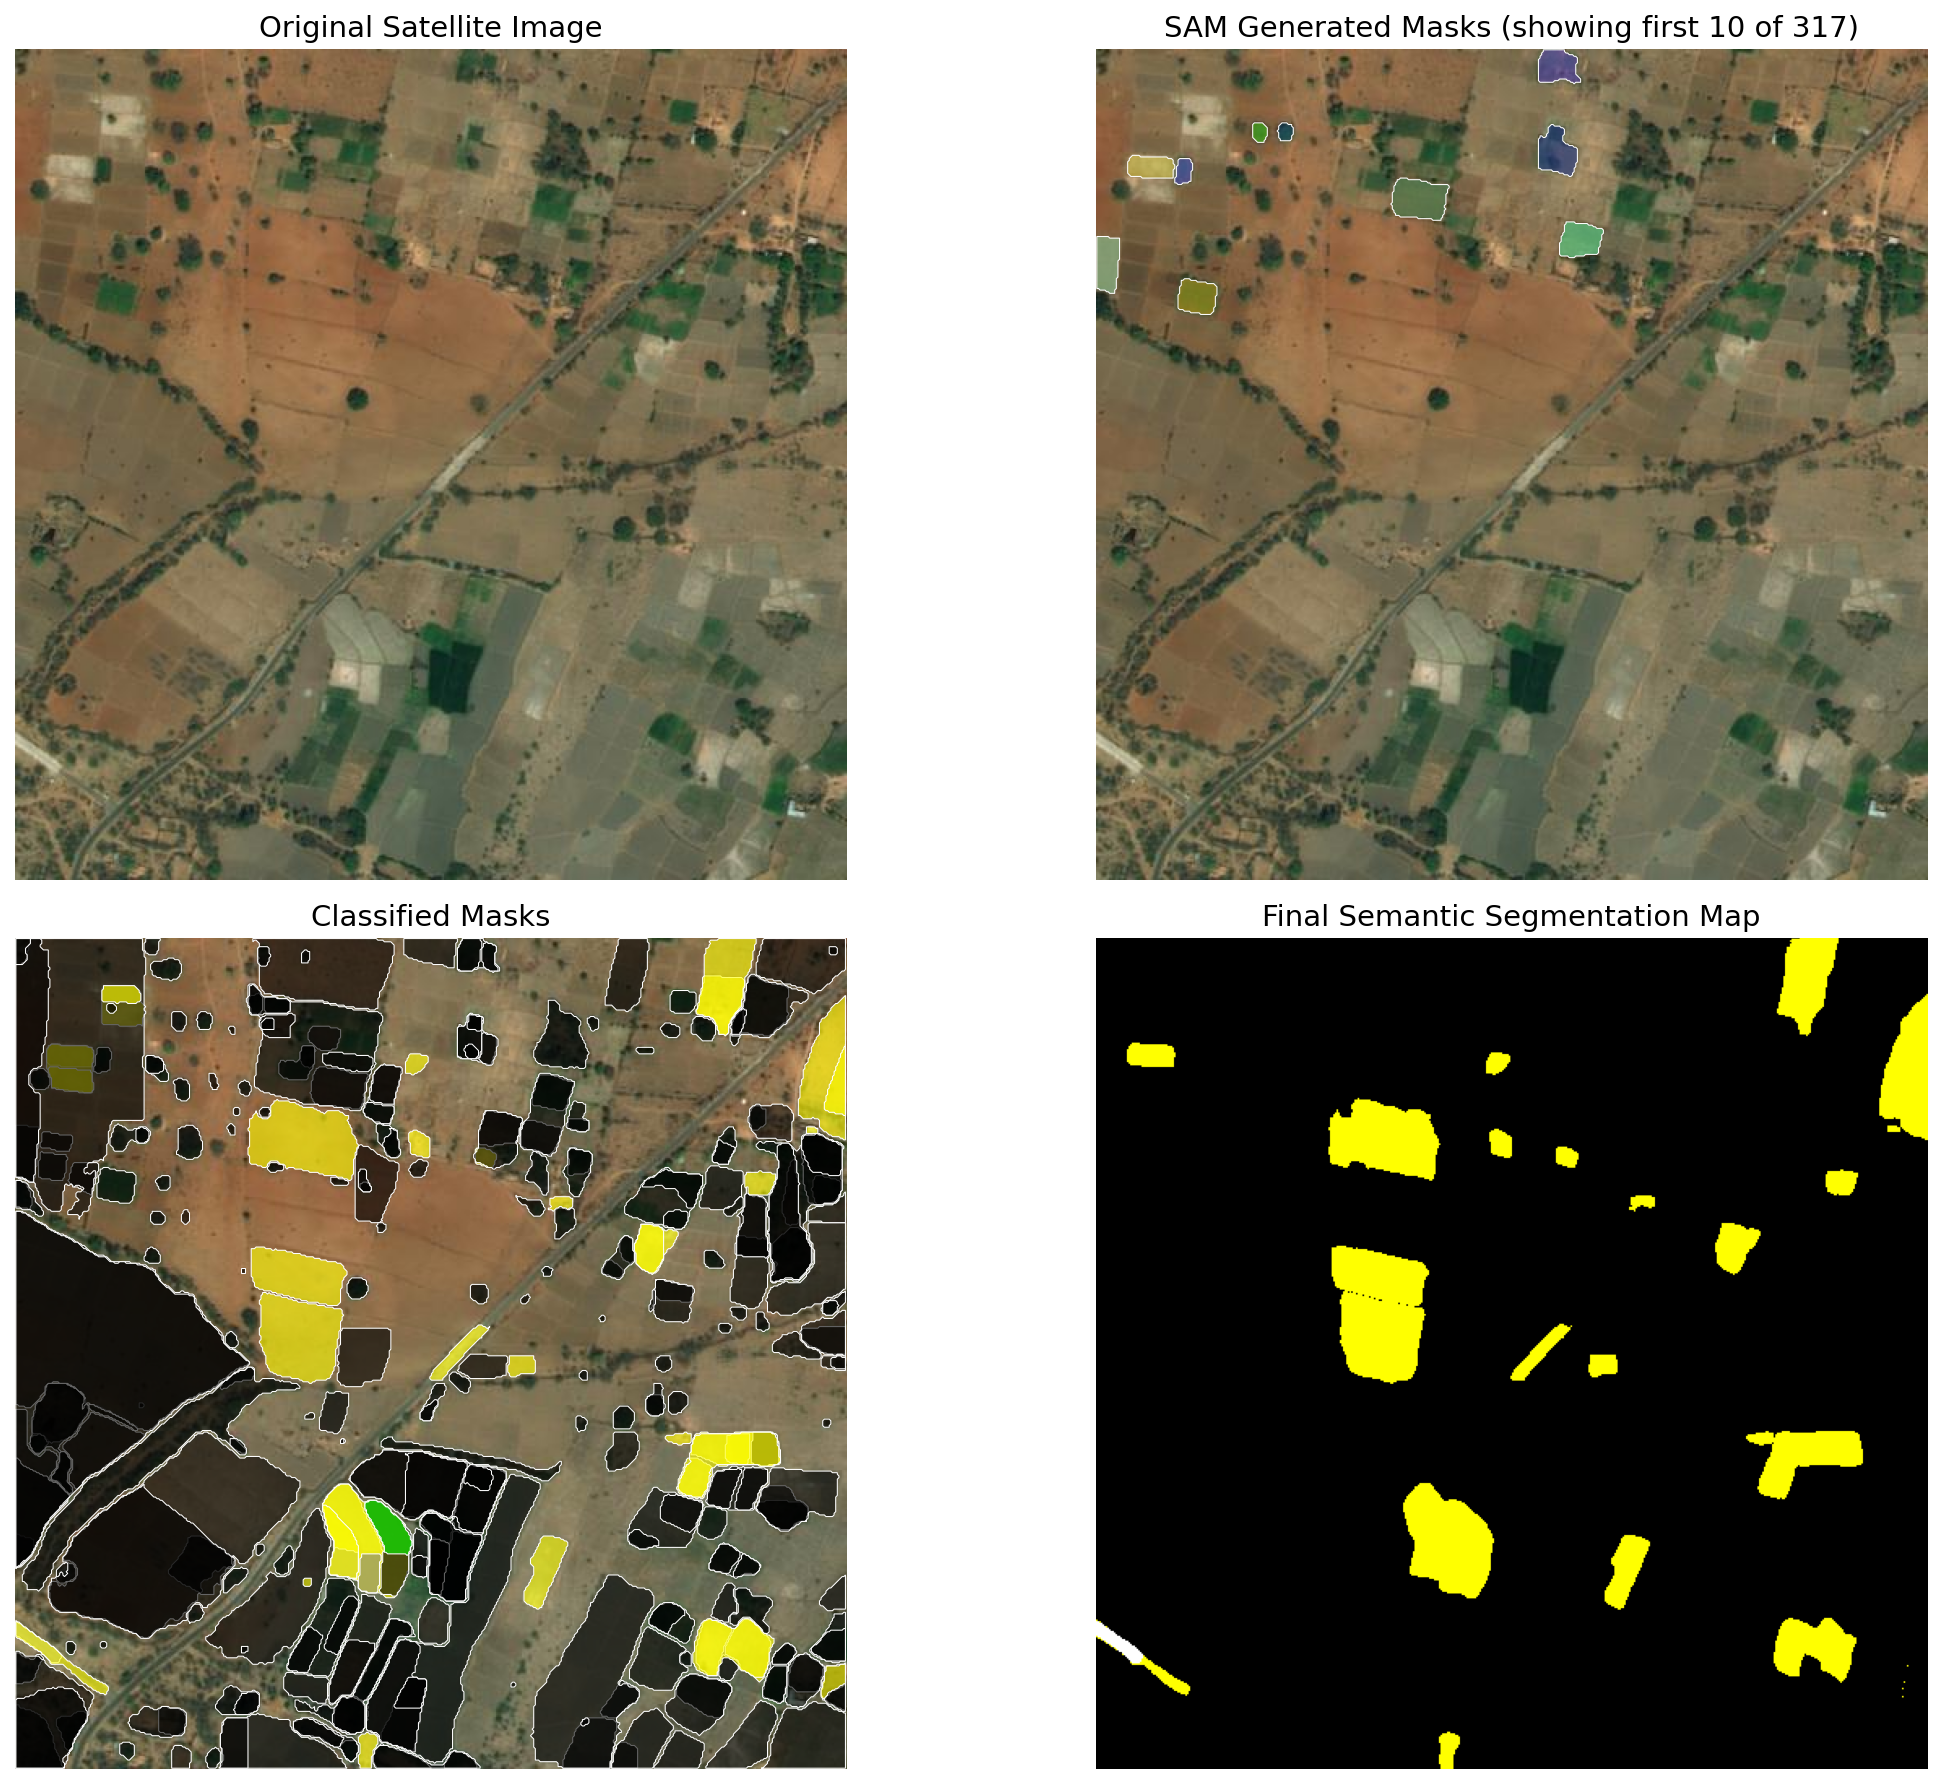 Original Satellite Image
SAM Generated Masks (showing first 10 of 317)
Classified Masks
Final Semantic Segmentation Map